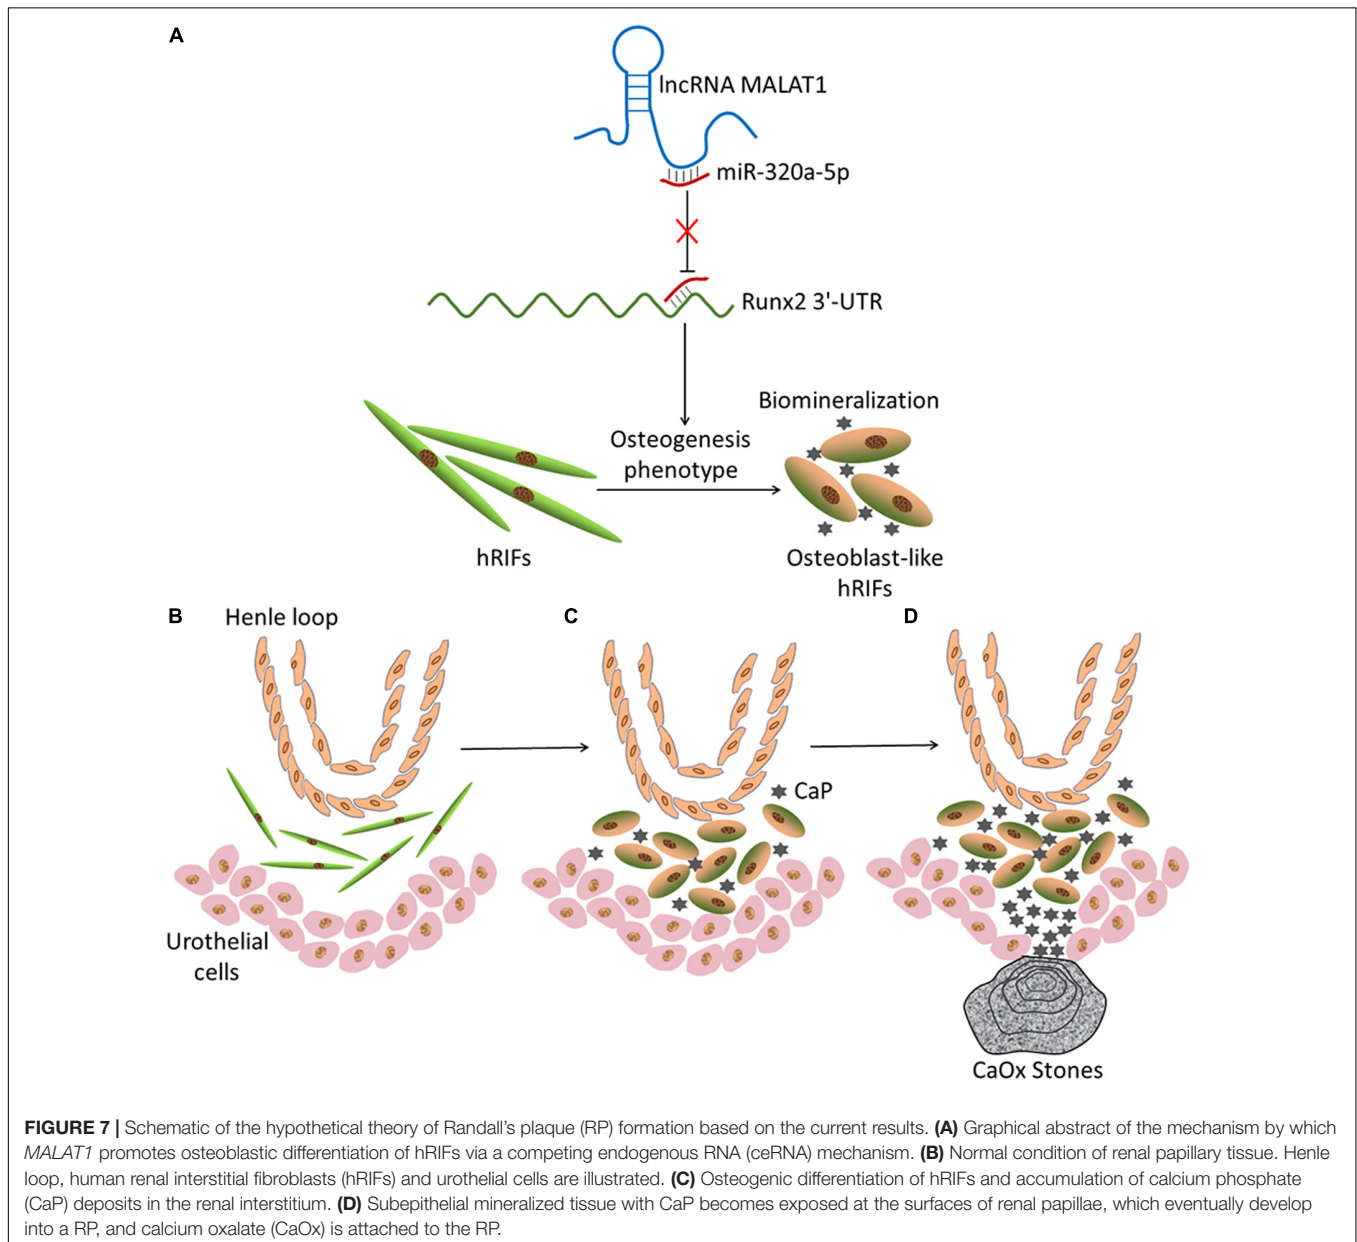 A
lncRNA MALAT1
miR-320a-5p
Runx2 3'-UTR
Biomineralization
Osteogenesis
phenotype
hRIFs
Osteoblast-like
hRIFs
B
Henle loop
C
D
CaP
Urothelial
cells
CaOx Stones
FIGURE 7 | Schematic of the hypothetical theory of Randall's plaque (RP) formation based on the current results. (A) Graphical abstract of the mechanism by which
MALAT1 promotes osteoblastic differentiation of hRIFs via a competing endogenous RNA (ceRNA) mechanism. (B) Normal condition of renal papillary tissue. Henle
loop, human renal interstitial fibroblasts (hRIFs) and urothelial cells are illustrated. (C) Osteogenic differentiation of hRIFs and accumulation of calcium phosphate
(CaP) deposits in the renal interstitium. (D) Subepithelial mineralized tissue with CaP becomes exposed at the surfaces of renal papillae, which eventually develop
into a RP, and calcium oxalate (CaOx) is attached to the RP.